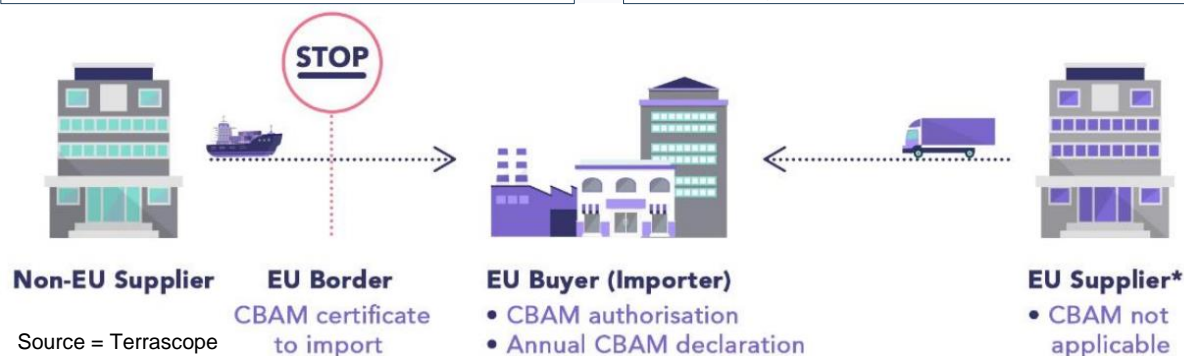 STOP
Non-EU Supplier
EU Border
CBAM certificate
to import
EU Buyer (Importer)
• CBAM authorisation
• Annual CBAM declaration
EU Supplier*
• CBAM not
applicable
Source = Terrascope